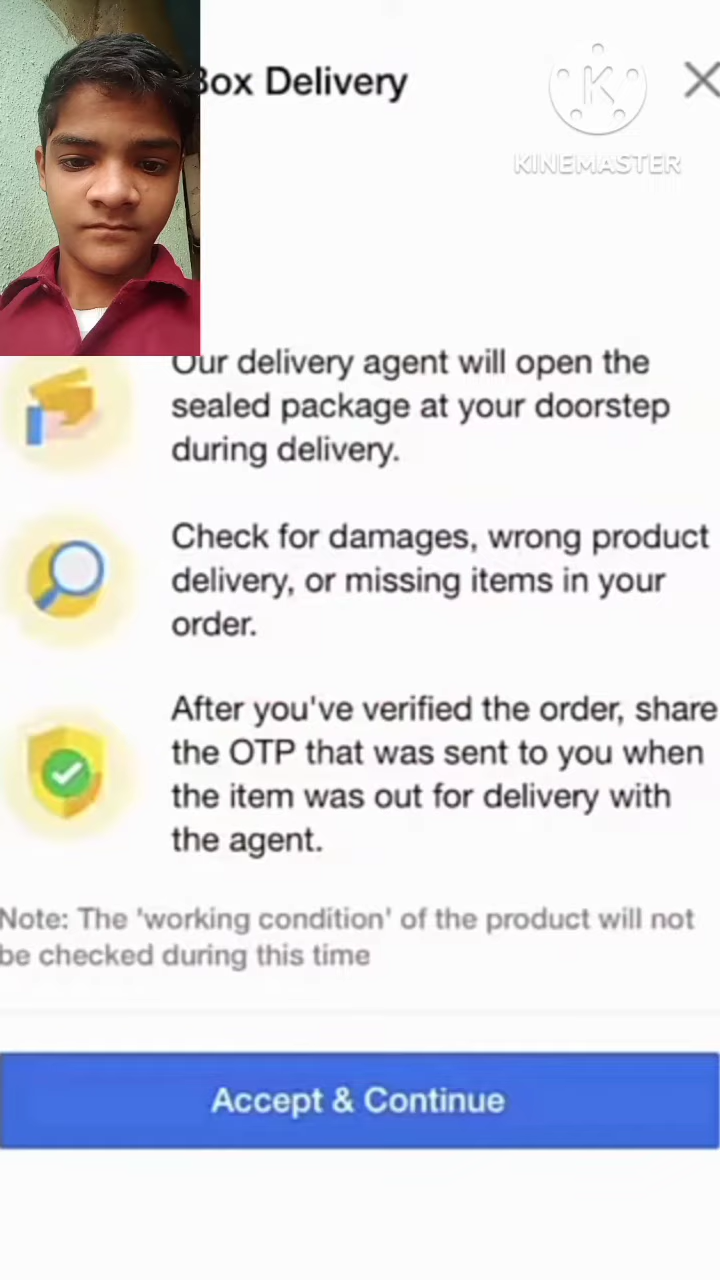 Box Delivery
KINEMASTER
Our delivery agent will open the
sealed package at your doorstep
during delivery.
Check for damages, wrong product
delivery, or missing items in your
order.
After you've verified the order, share
the OTP that was sent to you when
the item was out for delivery with
the agent.
Note: The 'working condition' of the product will not
be checked during this time
Accept & Continue